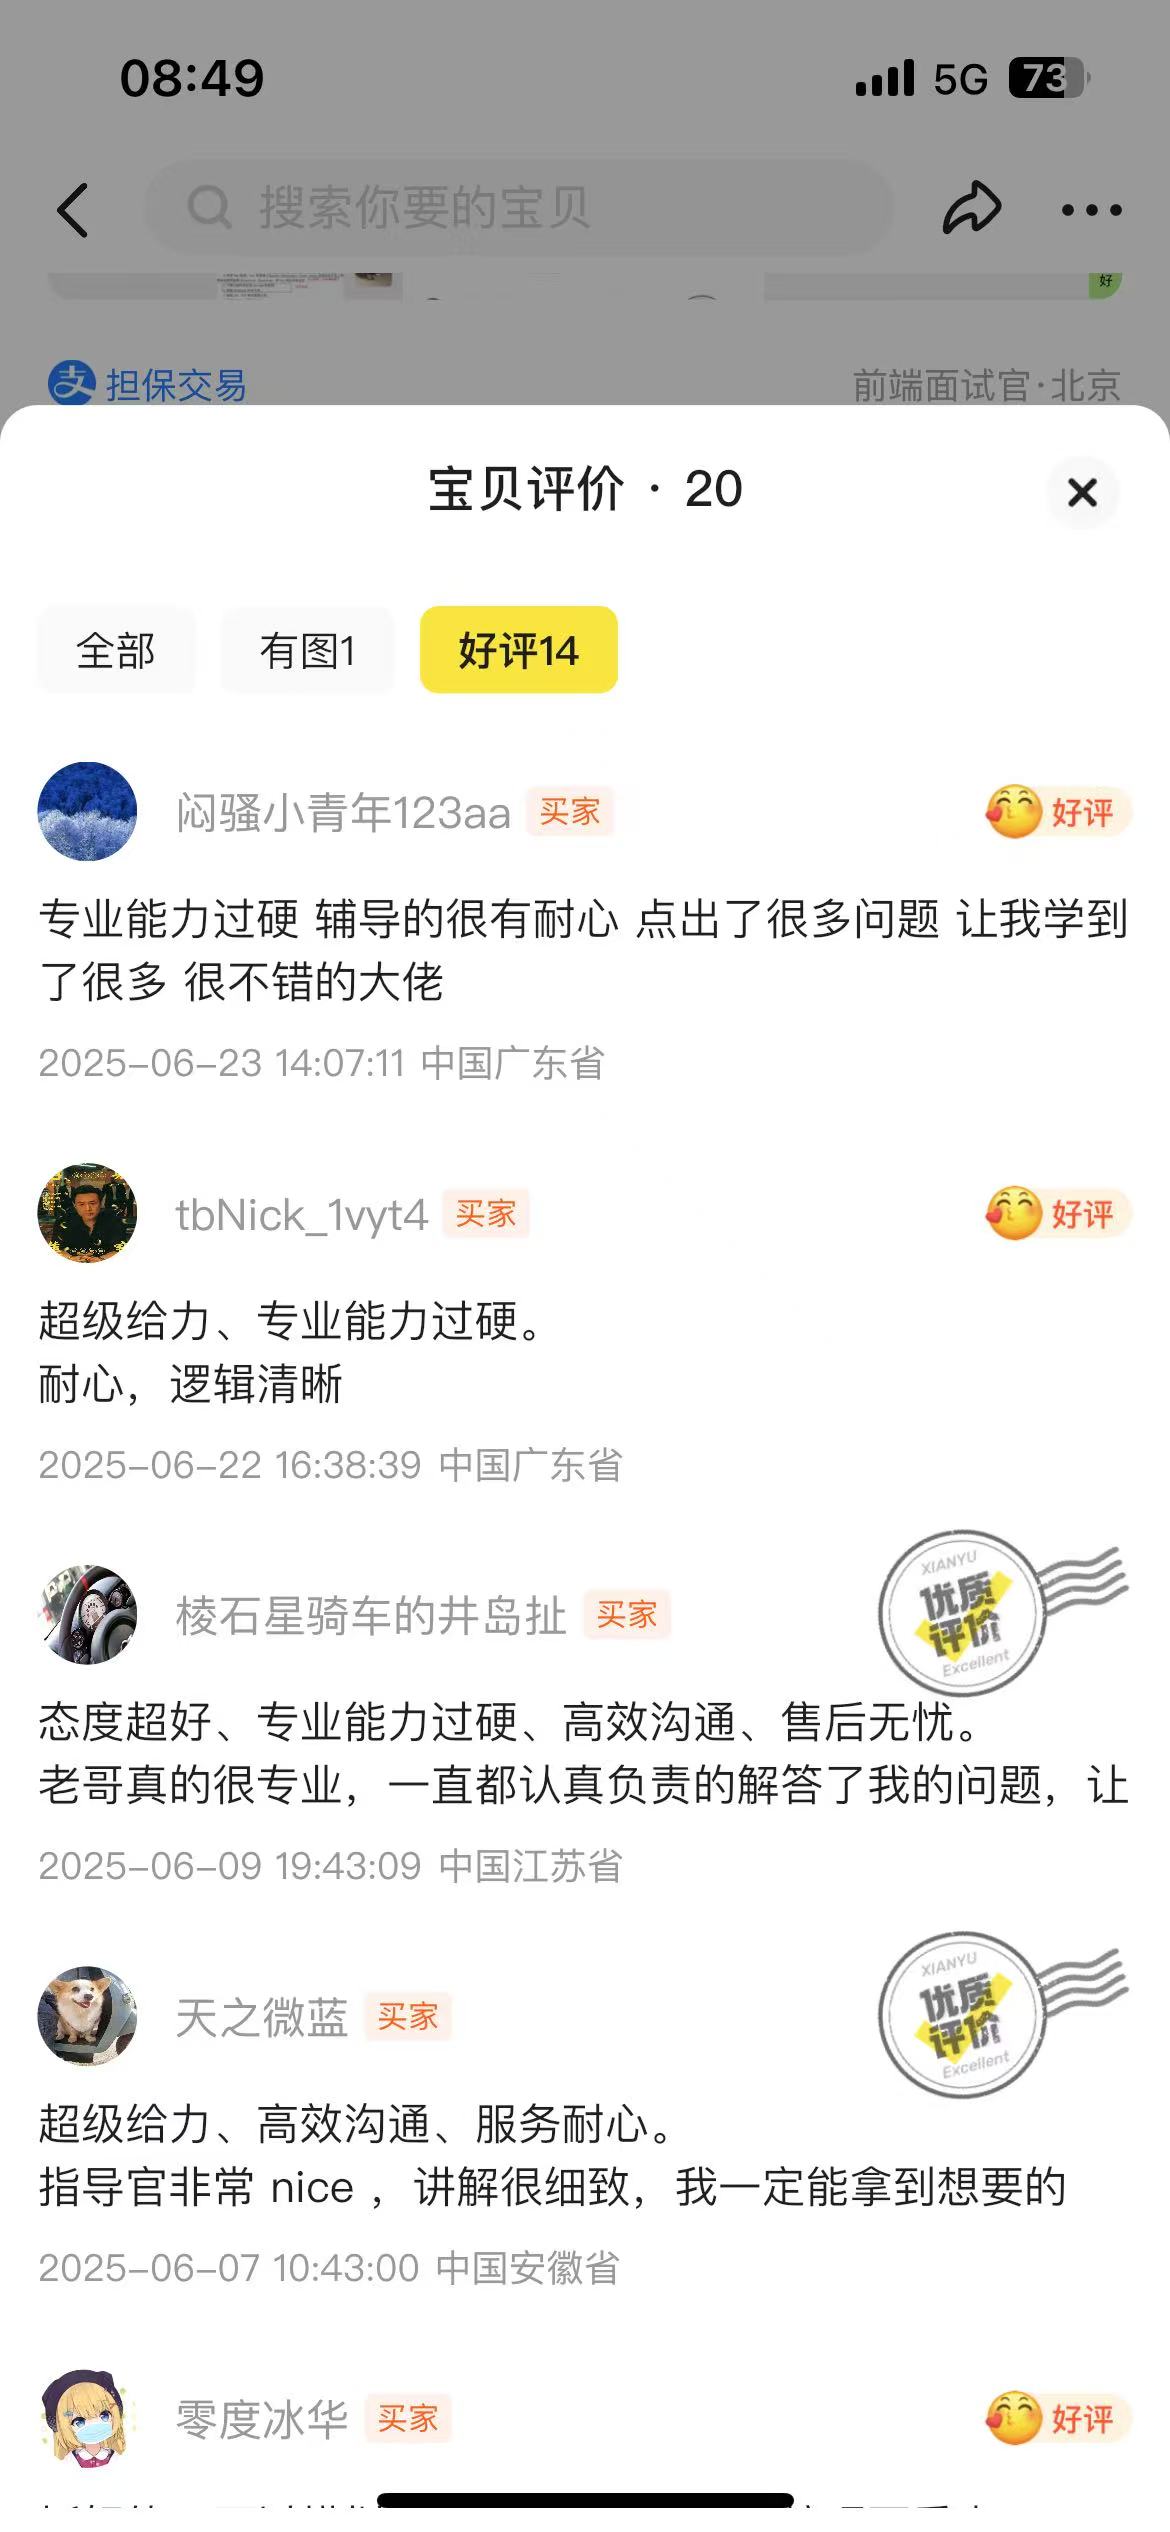 08:49
5G 73
搜索你要的宝贝
好
担保交易
前端面试官·北京
宝贝评价 · 20
全部
有图1
好评14
闷骚小青年123aa 买家
好评
专业能力过硬 辅导的很有耐心 点出了很多问题 让我学到
了很多 很不错的大佬
2025-06-23 14:07:11 中国广东省
tbNick_1vyt4 买家
好评
超级给力、专业能力过硬。
耐心，逻辑清晰
2025-06-22 16:38:39 中国广东省
棱石星骑车的井岛扯 买家
XIANYU
优质
评价
Excellent
态度超好、专业能力过硬、高效沟通、售后无忧。
老哥真的很专业，一直都认真负责的解答了我的问题，让
2025-06-09 19:43:09 中国江苏省
天之微蓝 买家
XIANYU
优质
评价
Excellent
超级给力、高效沟通、服务耐心。
指导官非常 nice ，讲解很细致，我一定能拿到想要的
2025-06-07 10:43:00 中国安徽省
零度冰华 买家
好评